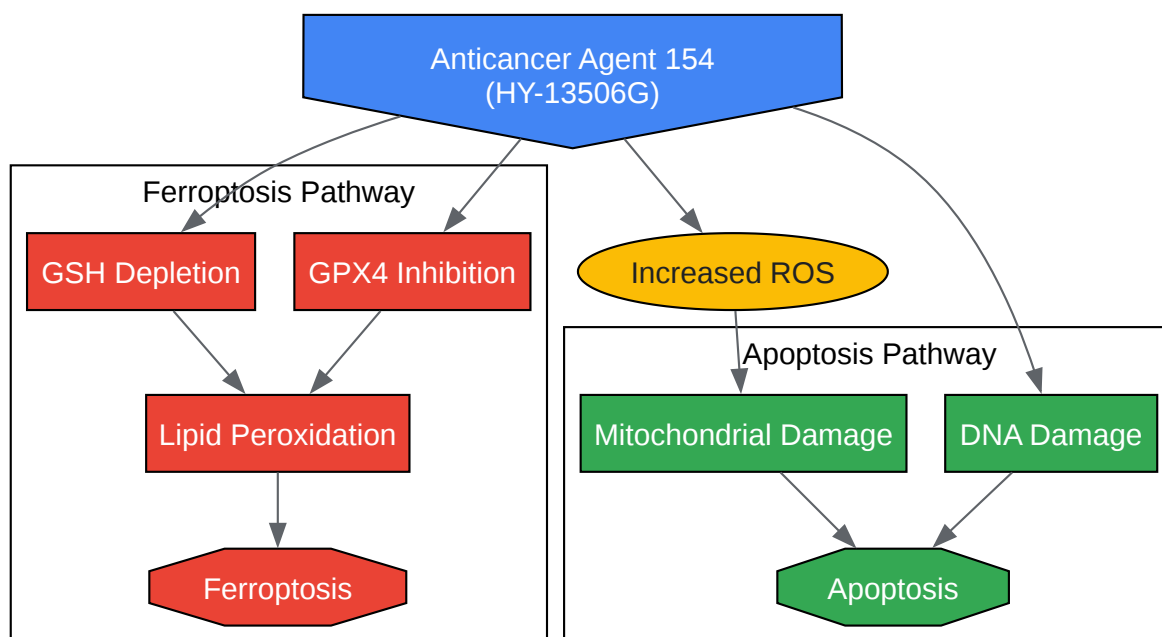 Anticancer Agent 154
(HY-13506G)
Ferroptosis Pathway
GSH Depletion
GPX4 Inhibition
Increased ROS
Apoptosis Pathway
Lipid Peroxidation
Mitochondrial Damage
DNA Damage
Ferroptosis
Apoptosis